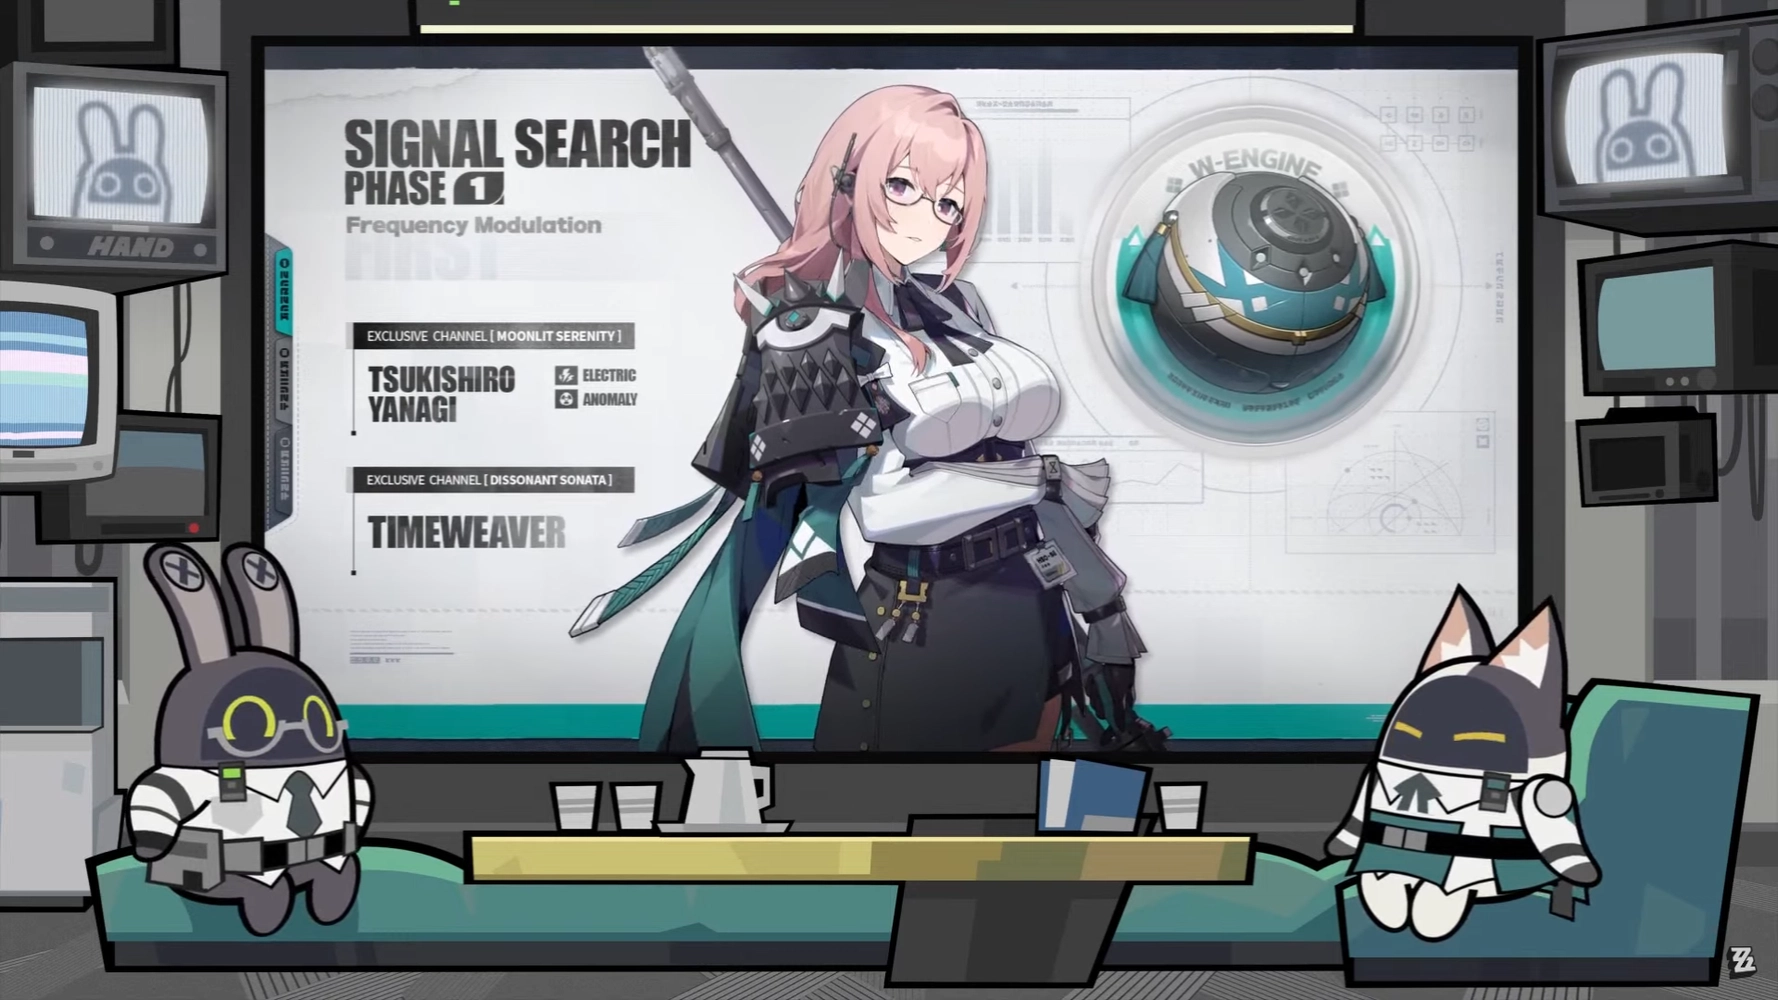 SIGNAL SEARCH
PHASE 1
Frequency Modulation
FIRST
EXCLUSIVE CHANNEL [ MOONLIT SERENITY ]
TSUKISHIRO
YANAGI
ELECTRIC
ANOMALY
EXCLUSIVE CHANNEL [ DISSONANT SONATA ]
TIMEWEAVER
W-ENGINE
HAND